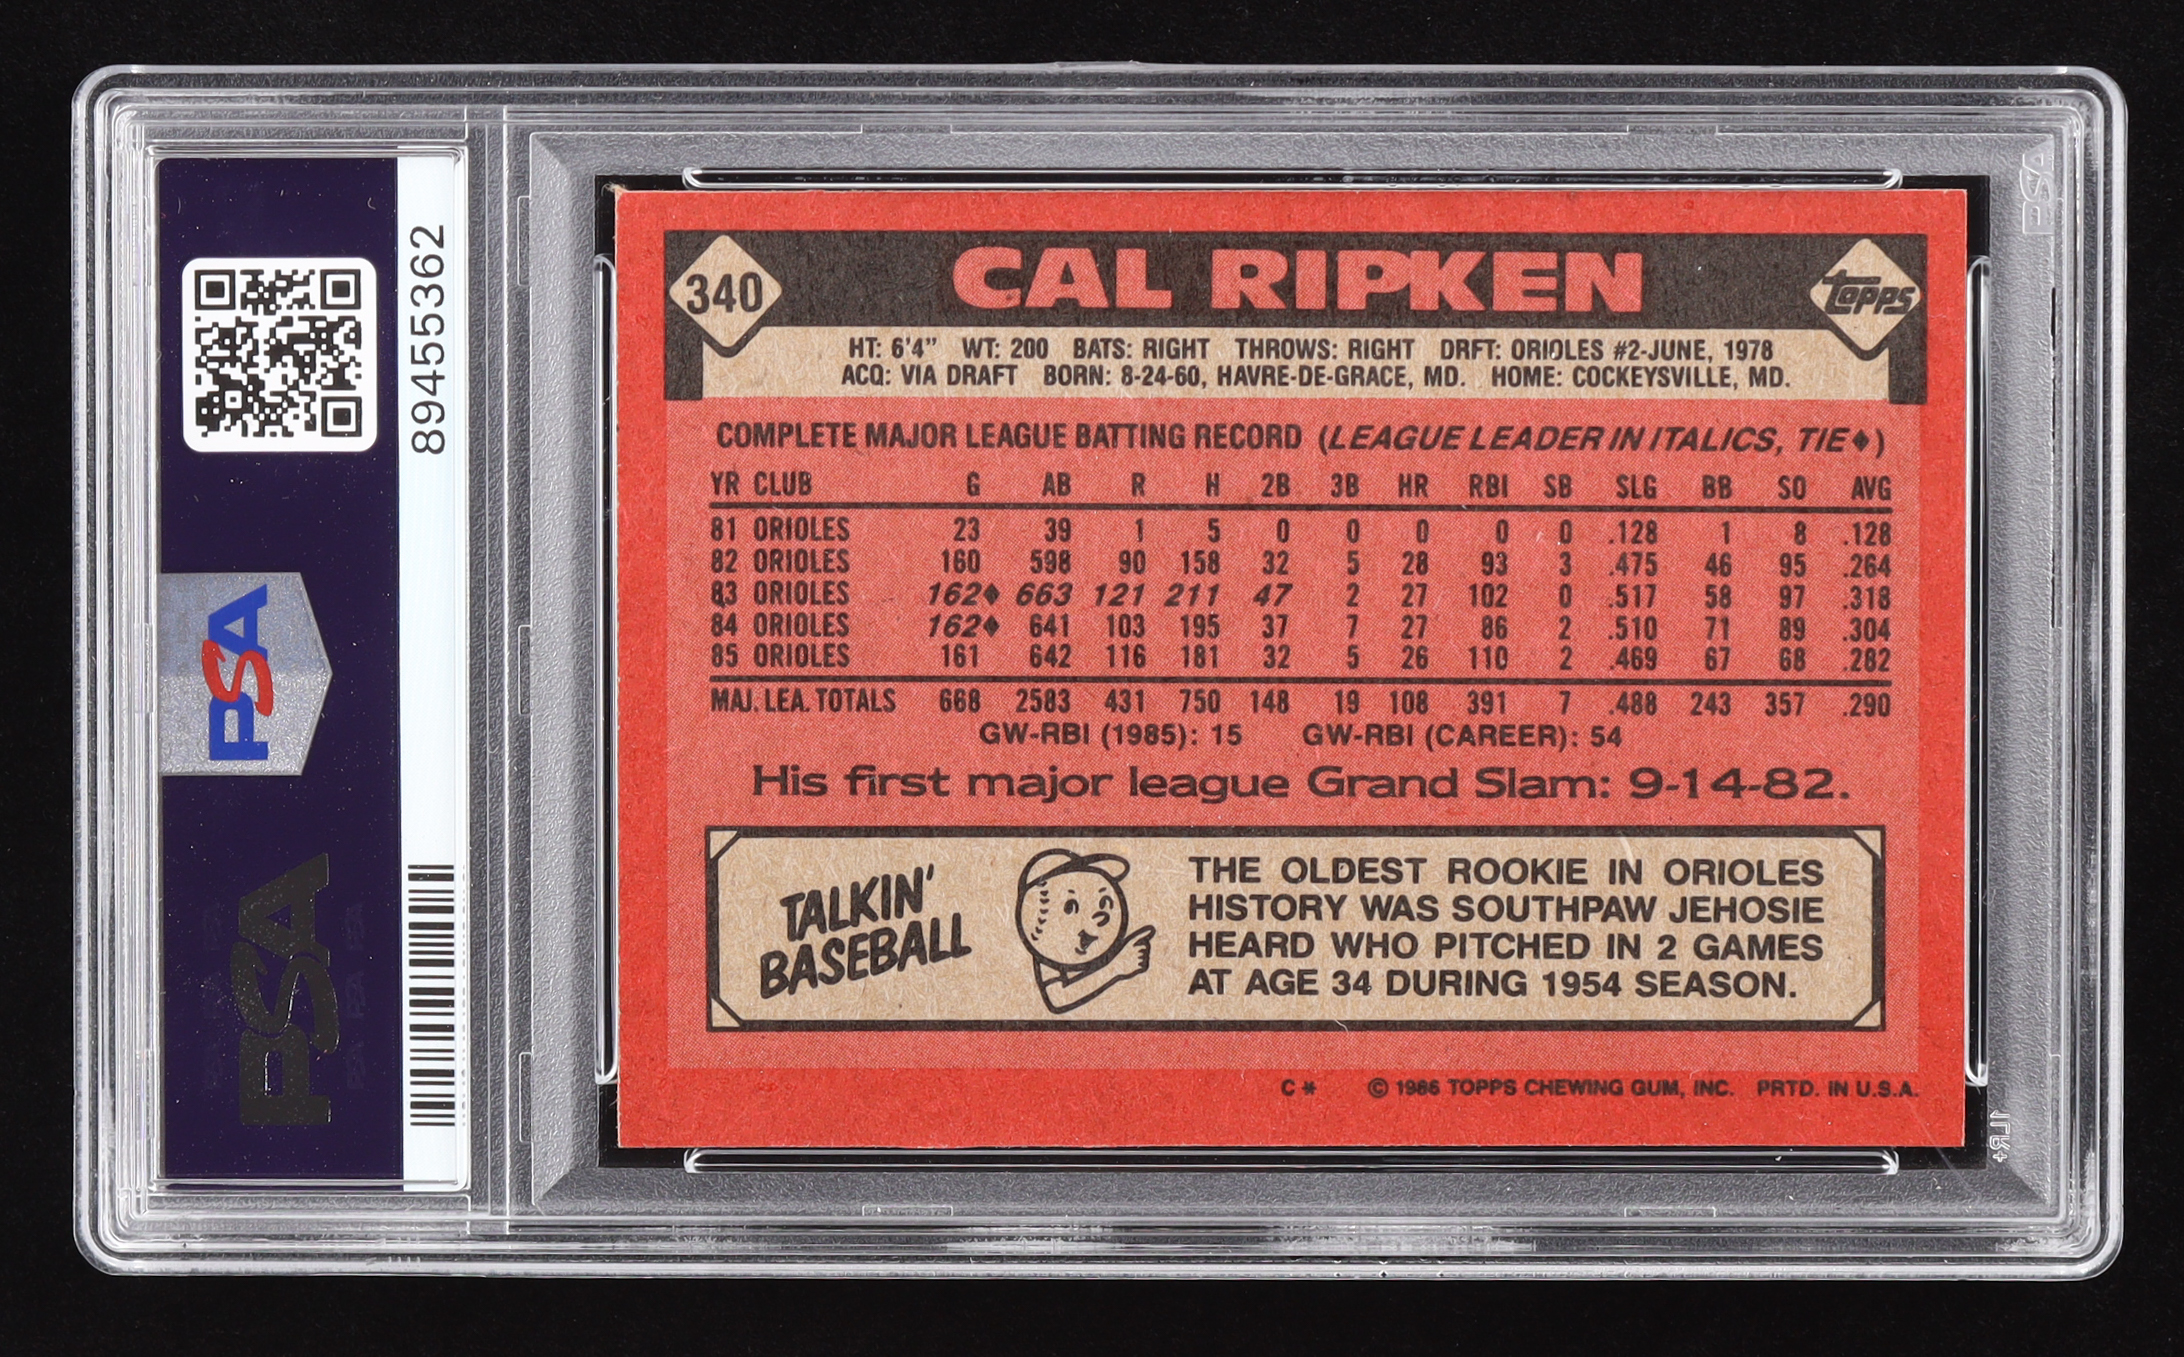 89455362
PSA
PSA
PSA
340
CAL RIPKEN
topps
HT: 6'4" WT: 200 BATS: RIGHT THROWS: RIGHT DRFT: ORIOLES #2-JUNE, 1978
ACQ: VIA DRAFT BORN: 8-24-60, HAVRE-DE-GRACE, MD. HOME: COCKEYSVILLE, MD.
COMPLETE MAJOR LEAGUE BATTING RECORD (LEAGUE LEADER IN ITALICS, TIE♦)
YR CLUB G AB R H 2B 3B HR RBI SB SLG BB SO AVG
81 ORIOLES 23 39 1 5 0 0 0 0 0 .128 1 8 .128
82 ORIOLES 160 598 90 158 32 5 28 93 3 .475 46 95 .264
83 ORIOLES 162♦ 663 121 211 47 2 27 102 0 .517 58 97 .318
84 ORIOLES 162♦ 641 103 195 37 7 27 86 2 .510 71 89 .304
85 ORIOLES 161 642 116 181 32 5 26 110 2 .469 67 68 .282
MAJ. LEA. TOTALS 668 2583 431 750 148 19 108 391 7 .488 243 357 .290
GW-RBI (1985): 15 GW-RBI (CAREER): 54
His first major league Grand Slam: 9-14-82.
TALKIN'
BASEBALL
THE OLDEST ROOKIE IN ORIOLES
HISTORY WAS SOUTHPAW JEHOSIE
HEARD WHO PITCHED IN 2 GAMES
AT AGE 34 DURING 1954 SEASON.
C* © 1986 TOPPS CHEWING GUM, INC. PRTD. IN U.S.A.
1LR+